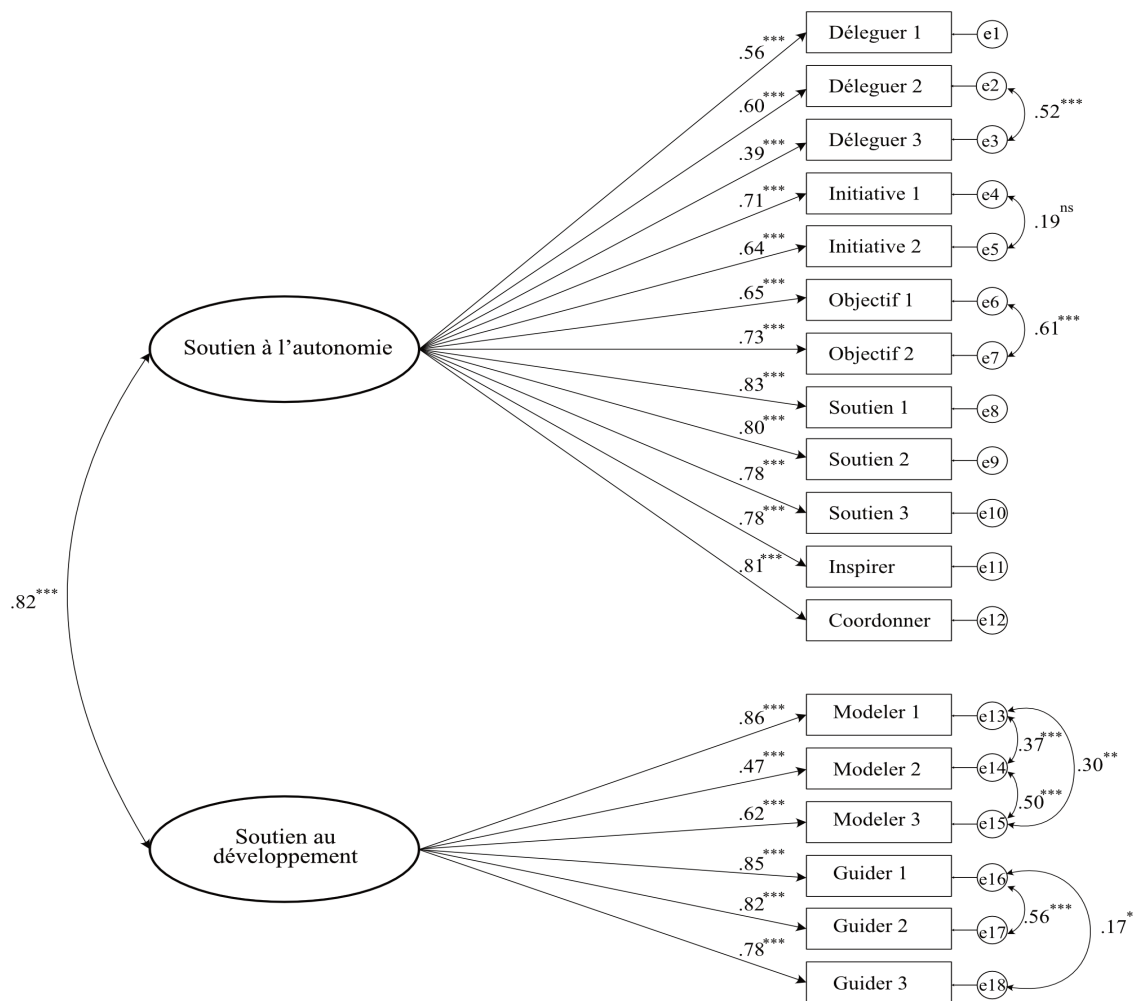 Soutien à l’autonomie
.56***
.60***
.39***
.71***
.64***
.65***
.73***
.83***
.80***
.78***
.78***
.81***
Déleguer 1
e1
Déleguer 2
e2
Déleguer 3
e3
.52***
Initiative 1
e4
Initiative 2
e5
.19ns
Objectif 1
e6
Objectif 2
e7
.61***
Soutien 1
e8
Soutien 2
e9
Soutien 3
e10
Inspirer
e11
Coordonner
e12
.82***
Soutien au
développement
.86***
.47***
.62***
.85***
.82***
.78***
Modeler 1
e13
Modeler 2
e14
Modeler 3
e15
.37***
.50***
.30**
Guider 1
e16
Guider 2
e17
Guider 3
e18
.56***
.17*